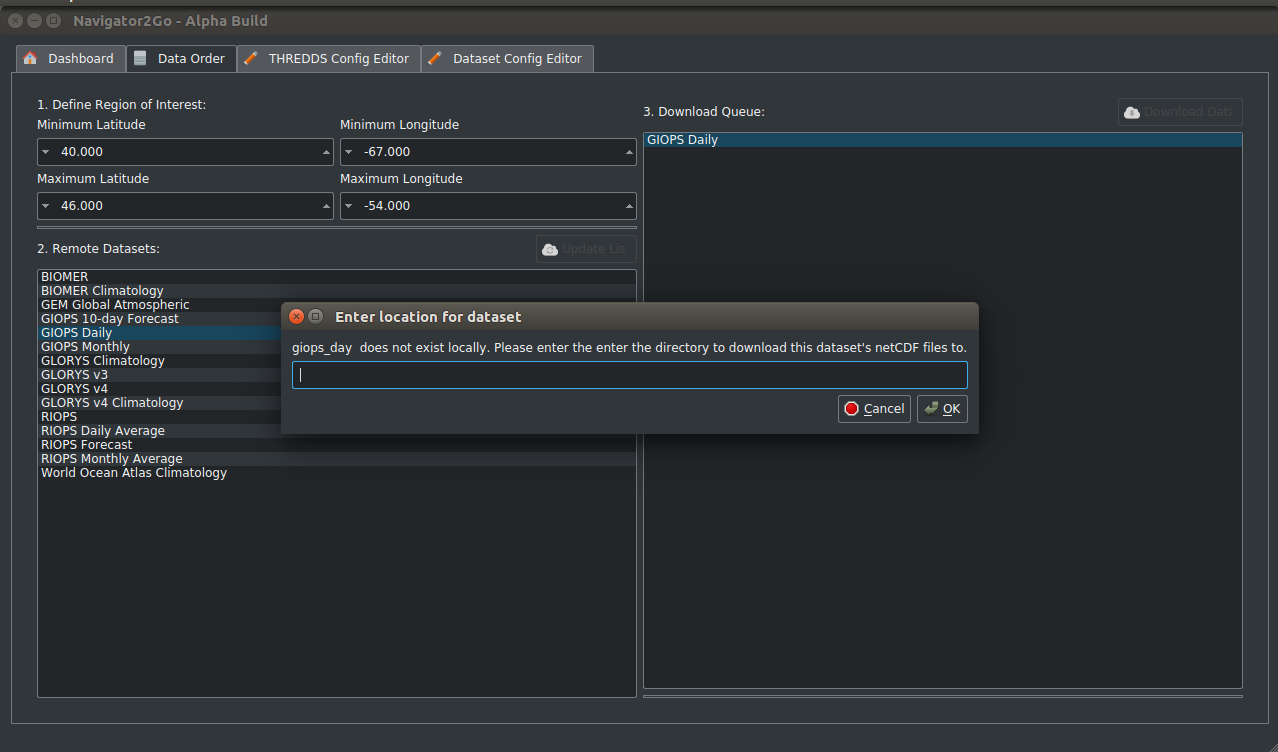 Navigator2Go - Alpha Build
Dashboard
Data Order
THREDDS Config Editor
Dataset Config Editor
1. Define Region of Interest:
Minimum Latitude
Minimum Longitude
40.000
-67.000
Maximum Latitude
Maximum Longitude
46.000
-54.000
2. Remote Datasets:
Update Lis
BIOMER
BIOMER Climatology
GEM Global Atmospheric
GIOPS 10-day Forecast
GIOPS Daily
GIOPS Monthly
GLORYS Climatology
GLORYS v3
GLORYS v4
GLORYS v4 Climatology
RIOPS
RIOPS Daily Average
RIOPS Forecast
RIOPS Monthly Average
World Ocean Atlas Climatology
3. Download Queue:
Download Dat
GIOPS Daily
Enter location for dataset
giops_day  does not exist locally. Please enter the enter the directory to download this dataset's netCDF files to.
Cancel
OK